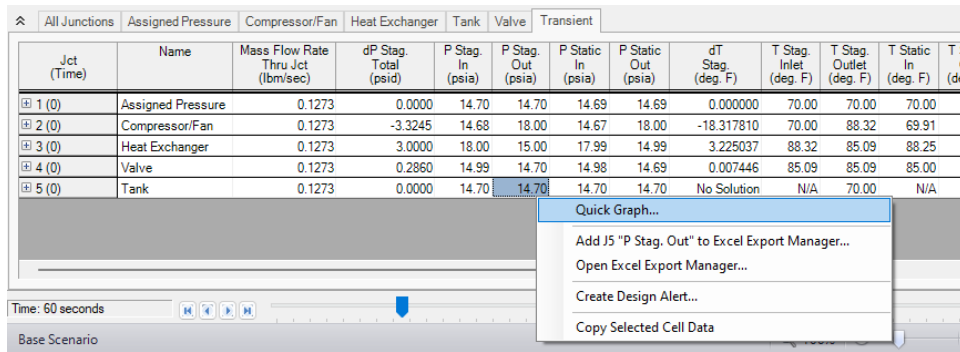 All Junctions Assigned Pressure Compressor/Fan Heat Exchanger Tank Valve Transient
Jct (Time) Name Mass Flow Rate Thru Jct (lbm/sec) dP Stag. Total (psid) P Stag. In (psia) P Stag. Out (psia) P Static In (psia) P Static Out (psia) dT Stag. (deg. F) T Stag. Inlet (deg. F) T Stag. Outlet (deg. F) T Static In (deg. F) T
1 (0) Assigned Pressure 0.1273 0.0000 14.70 14.70 14.69 14.69 0.000000 70.00 70.00 70.00
2 (0) Compressor/Fan 0.1273 -3.3245 14.68 18.00 14.67 18.00 -18.317810 70.00 88.32 69.91
3 (0) Heat Exchanger 0.1273 3.0000 18.00 15.00 17.99 14.99 3.225037 88.32 85.09 88.25
4 (0) Valve 0.1273 0.2860 14.99 14.70 14.98 14.69 0.007446 85.09 85.09 85.00
5 (0) Tank 0.1273 0.0000 14.70 14.70 14.70 14.70 No Solution N/A 70.00 N/A
Quick Graph...
Add J5 "P Stag. Out" to Excel Export Manager...
Open Excel Export Manager...
Create Design Alert...
Copy Selected Cell Data
Time: 60 seconds
Base Scenario